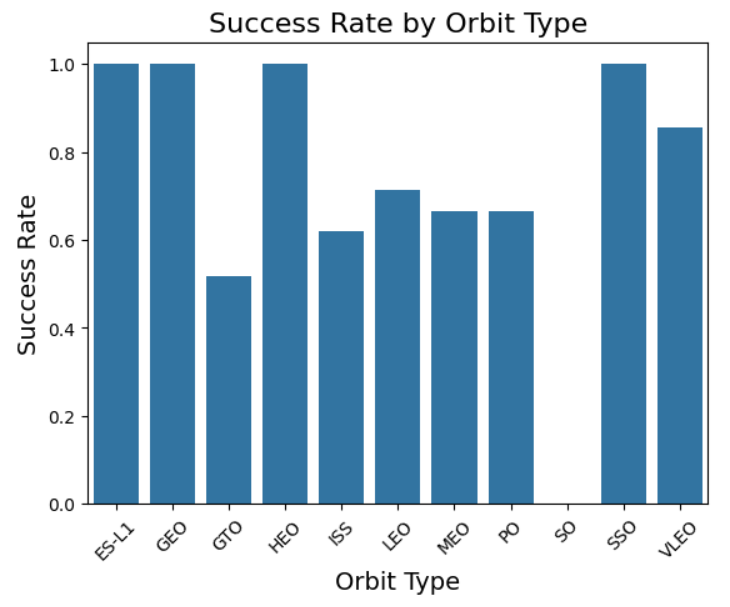 Success Rate by Orbit Type
Success Rate
1.0
0.8
0.6
0.4
0.2
0.0
ES-L1 GEO GTO HEO ISS LEO MEO PO SO SSO VLEO
Orbit Type